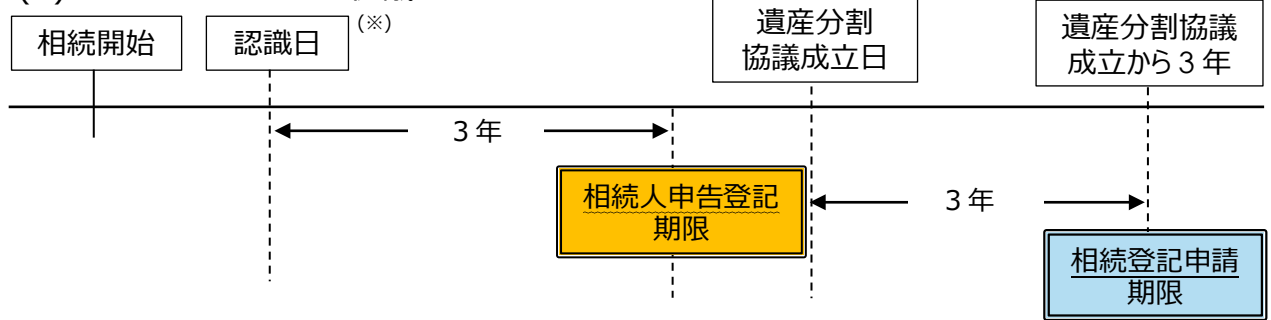 相続開始
認識日
(※)
遺産分割
協議成立日
遺産分割協議
成立から３年
３年
相続人申告登記
期限
３年
相続登記申請
期限